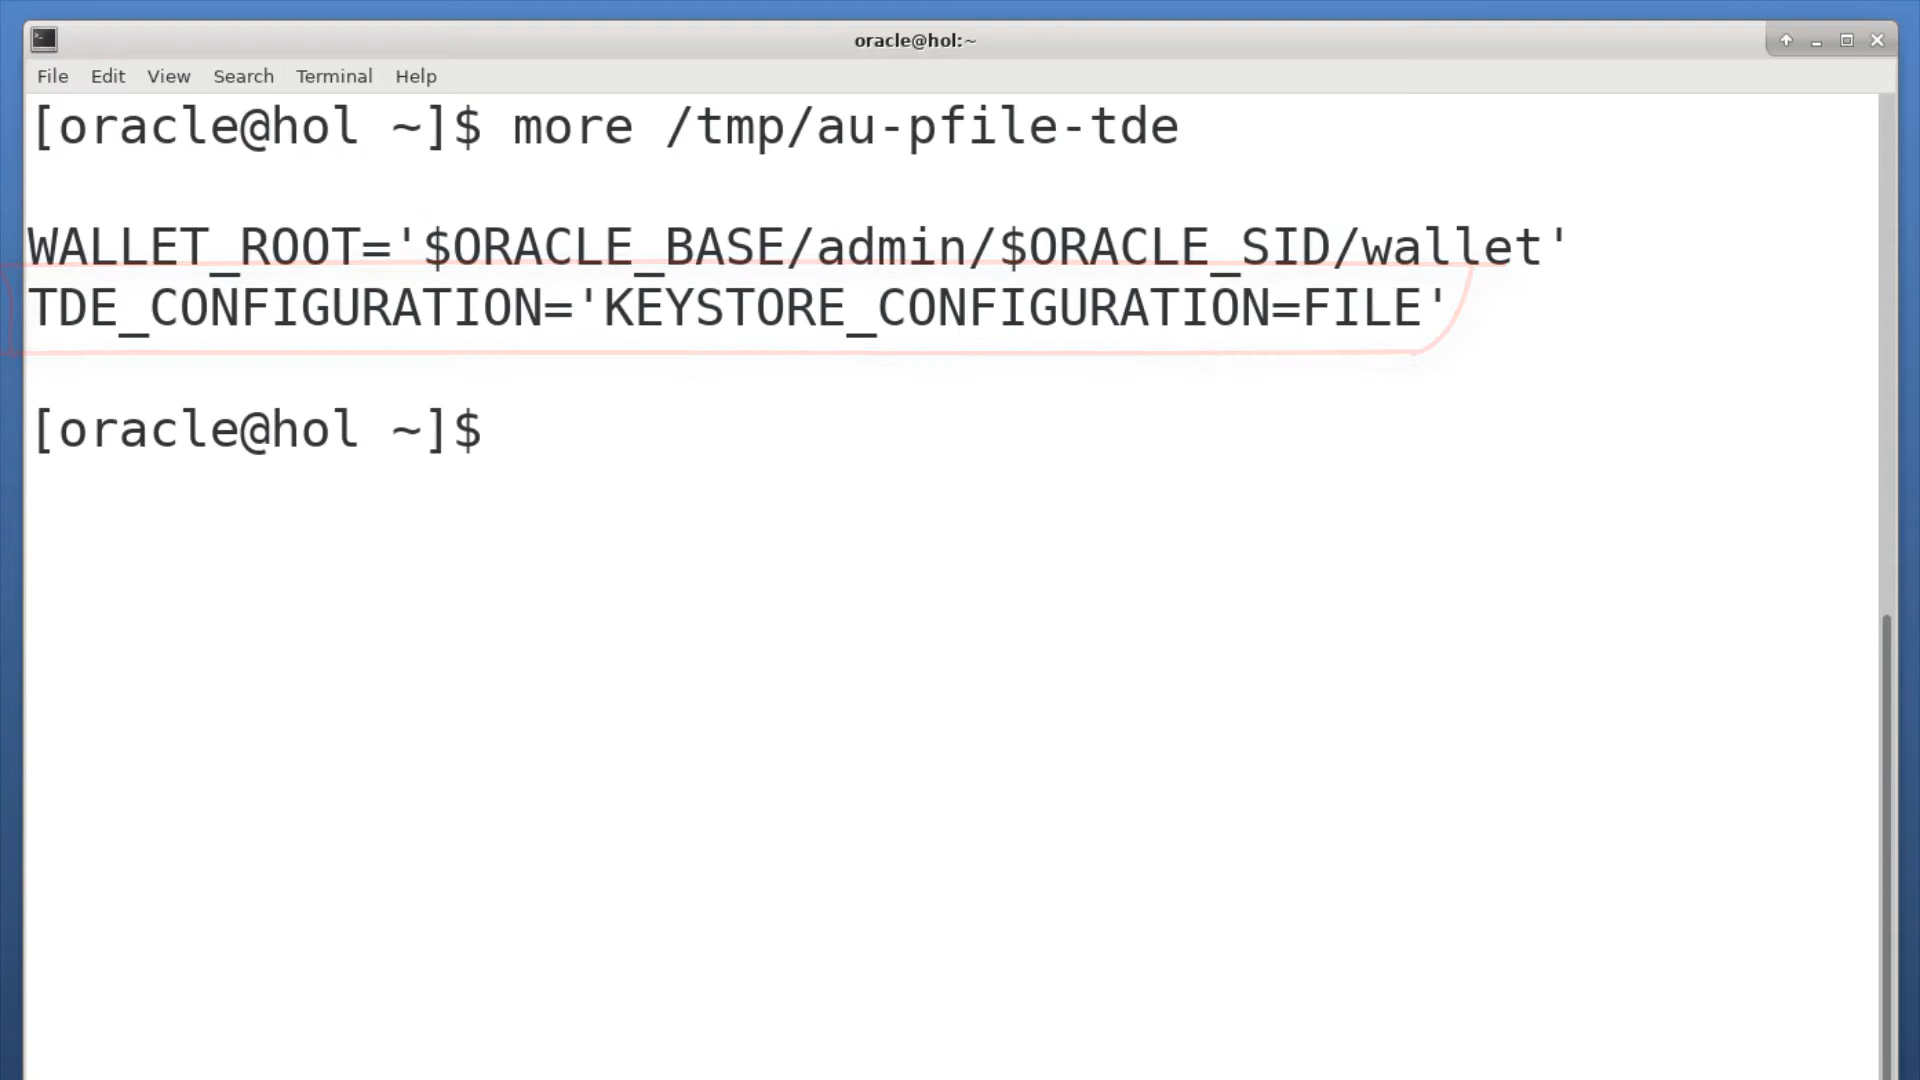 oracle@hol:~
File Edit View Search Terminal Help
[oracle@hol ~]$ more /tmp/au-pfile-tde
WALLET_ROOT='$ORACLE_BASE/admin/$ORACLE_SID/wallet'
TDE_CONFIGURATION='KEYSTORE_CONFIGURATION=FILE'
[oracle@hol ~]$